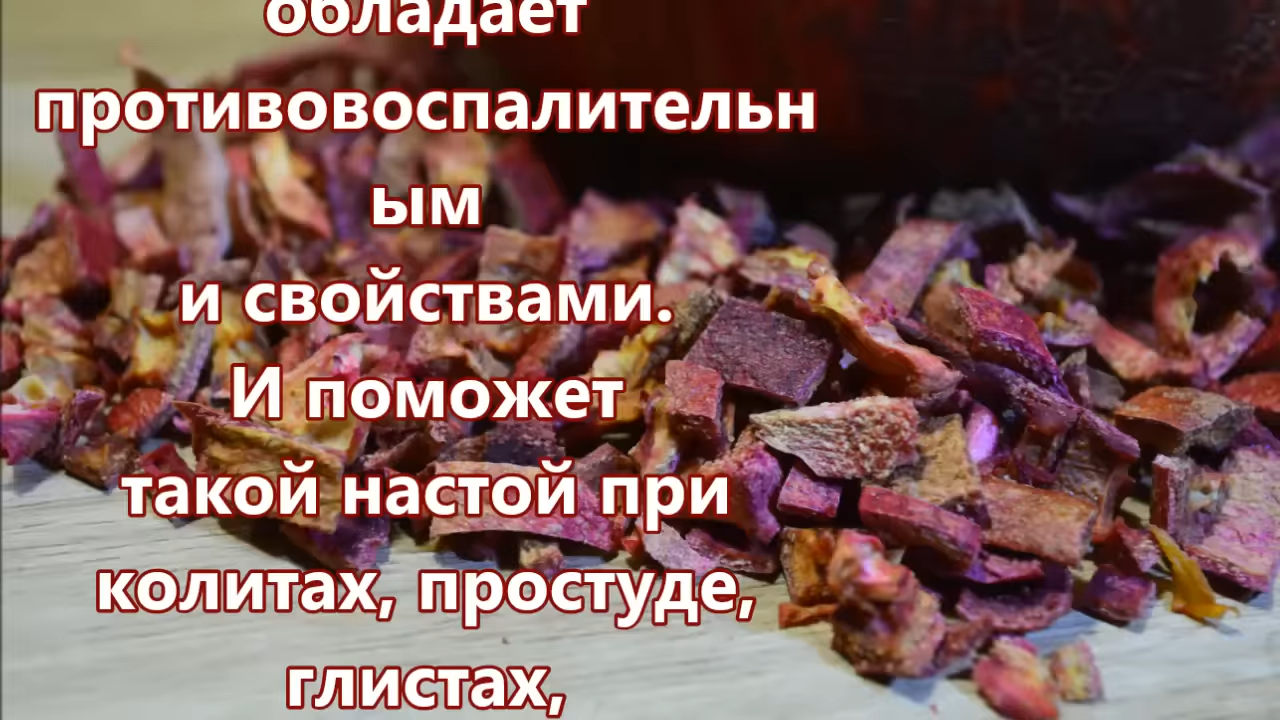 обладает
противовоспалительн
ым
и свойствами.
И поможет
такой настой при
колитах, простуде,
глистах,